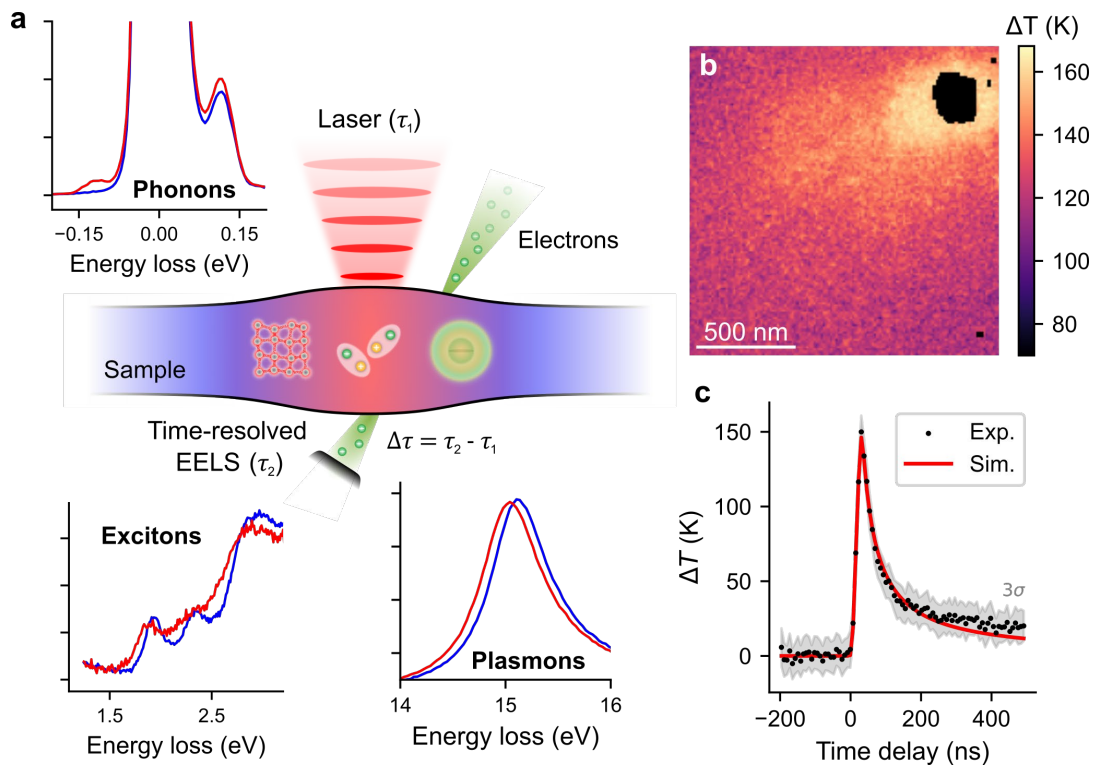 a
−0.15 0.00 0.15
Energy loss (eV)
Phonons
Laser (τ1)
Electrons
Sample
Time-resolved
EELS (τ2)
Δτ = τ2 - τ1
Excitons
1.5 2.5
Energy loss (eV)
Plasmons
14 15 16
Energy loss (eV)
b
500 nm
ΔT (K)
160
140
120
100
80
c
Exp.
Sim.
3σ
150
100
50
0
ΔT (K)
−200 0 200 400
Time delay (ns)